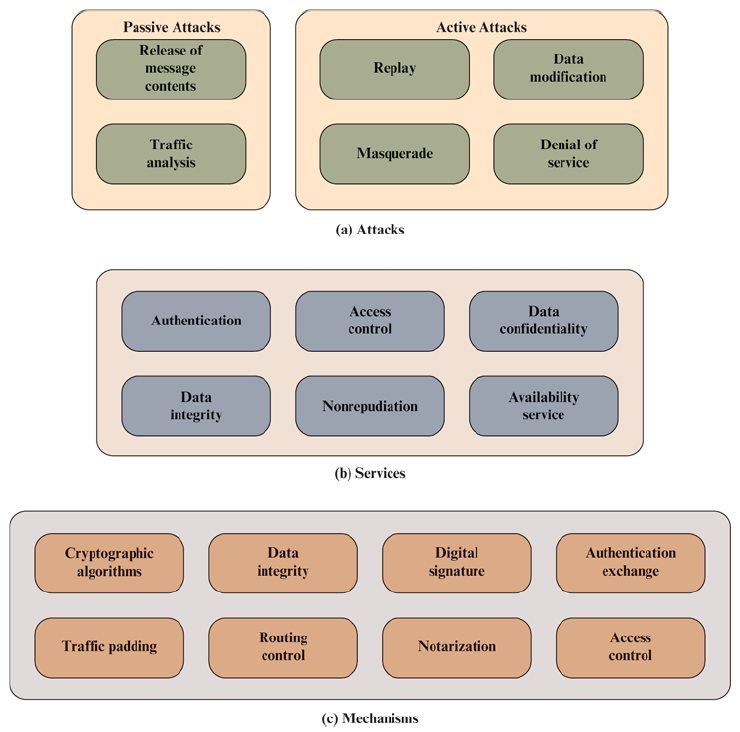 Passive Attacks
Release of
message
contents
Traffic
analysis
Active Attacks
Replay
Data
modification
Masquerade
Denial of
service
(a) Attacks
Authentication
Access
control
Data
confidentiality
Data
integrity
Nonrepudiation
Availability
service
(b) Services
Cryptographic
algorithms
Data
integrity
Digital
signature
Authentication
exchange
Traffic padding
Routing
control
Notarization
Access
control
(c) Mechanisms